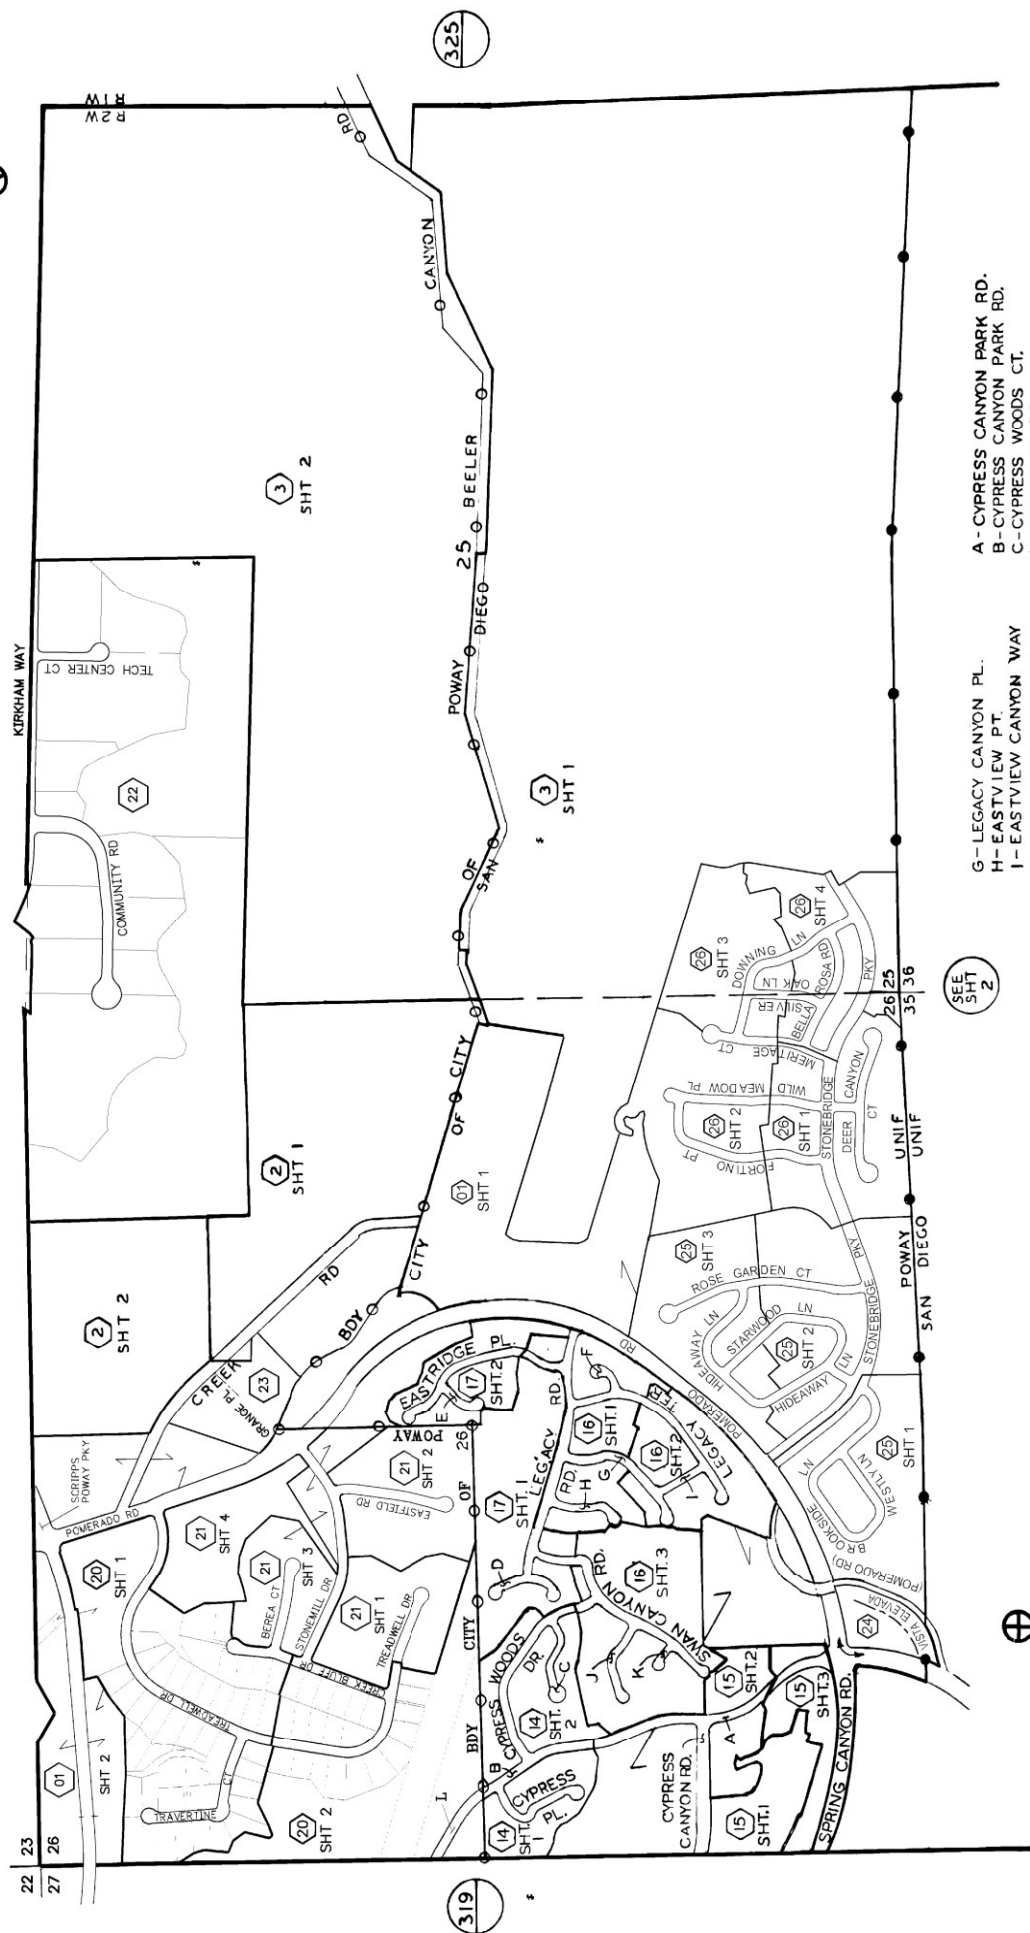 325
R2W
R1W
RD
CANYON
3
SHT 2
25
BEELER
KIRKHAM WAY
TECH CENTER CT
22
COMMUNITY RD
POWAY
DIEGO
3
SHT 1
OF
SAN
A-CYPRESS CANYON PARK RD.
B-CYPRESS CANYON PARK RD.
C-CYPRESS WOODS CT.
G-LEGACY CANYON PL.
H-EASTVIEW PT.
I-EASTVIEW CANYON WAY
26
SHT 4
26
SHT 3
DOWNING LN
SILVER OAK LN
BELLA ROSA RD
PKY
26 25
35 36
SEE
SHT
2
MERITAGE CT
WILD MEADOW PL
STONEBRIDGE
DEER CANYON CT
26
SHT 2
26
SHT 1
FORTINO PT
UNIF
UNIF
CITY
OF
2
SHT 1
01
SHT 1
2
SHT 2
CITY
BDY
CREEK RD
GRANGE PL
23
25
SHT 3
ROSE GARDEN CT
HIDEAWAY LN
STARWOOD LN
25
SHT 2
HIDEAWAY LN
STONEBRIDGE PKY
POWAY
SAN DIEGO
25
SHT 1
WESTLY LN
BROOKSIDE LN
(POMERADO RD)
VISTA ELEVADA
24
POMERADO RD
EASTRIDGE PL.
17
SHT.2
E
POWAY
26
F
LEGACY TER
LEGACY RD.
16
SHT.1
16
SHT.2
G
H
I
RD.
17
SHT.1
OF
SCRIPPS
POWAY PKY
POMERADO RD
21
SHT 2
EASTFIELD RD
21
SHT 4
20
SHT 1
21
SHT 3
BEREA CT
STONEMILL DR
21
SHT 1
TREADWELL DR
CREEK BLUFF DR
TREADWELL DR
TRAVERTINE CT
01
SHT 2
20
SHT 2
CITY
BDY
D
16
SHT.3
SWAN CANYON RD.
J
K
CYPRESS WOODS DR.
C
14
SHT.
2
B
L
CYPRESS PL.
14
SHT.
1
CYPRESS
CANYON RD.
A
15
SHT.2
15
SHT.3
15
SHT.1
SPRING CANYON RD.
22 23
27 26
319